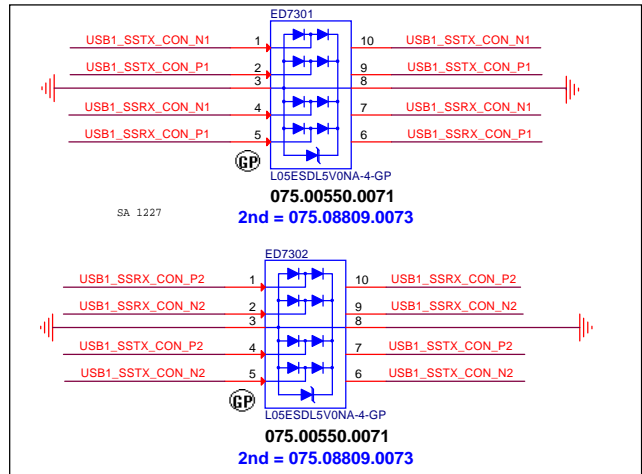 ED7301
USB1_SSTX_CON_N1 1 10 USB1_SSTX_CON_N1
USB1_SSTX_CON_P1 2 9 USB1_SSTX_CON_P1
3 8
USB1_SSRX_CON_N1 4 7 USB1_SSRX_CON_N1
USB1_SSRX_CON_P1 5 6 USB1_SSRX_CON_P1
GP
L05ESDL5V0NA-4-GP
075.00550.0071
SA 1227
2nd = 075.08809.0073
ED7302
USB1_SSRX_CON_P2 1 10 USB1_SSRX_CON_P2
USB1_SSRX_CON_N2 2 9 USB1_SSRX_CON_N2
3 8
USB1_SSTX_CON_P2 4 7 USB1_SSTX_CON_P2
USB1_SSTX_CON_N2 5 6 USB1_SSTX_CON_N2
GP
L05ESDL5V0NA-4-GP
075.00550.0071
2nd = 075.08809.0073